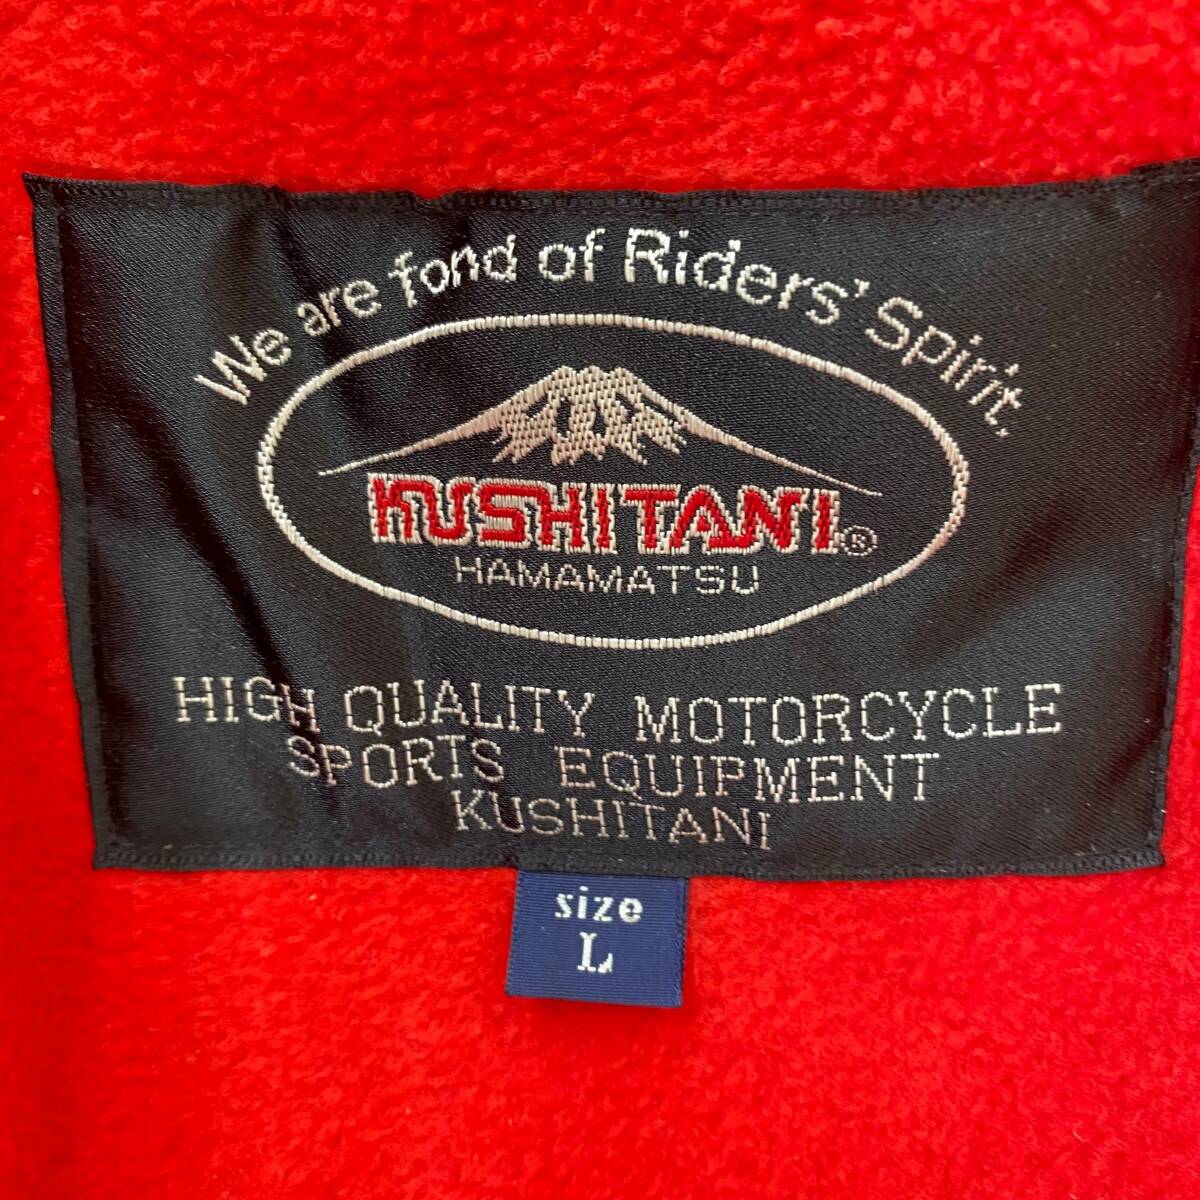 We are fond of Riders' Spirit.
KUSHITANI®
HAMAMATSU
HIGH QUALITY MOTORCYCLE
SPORTS EQUIPMENT
KUSHITANI
size
L